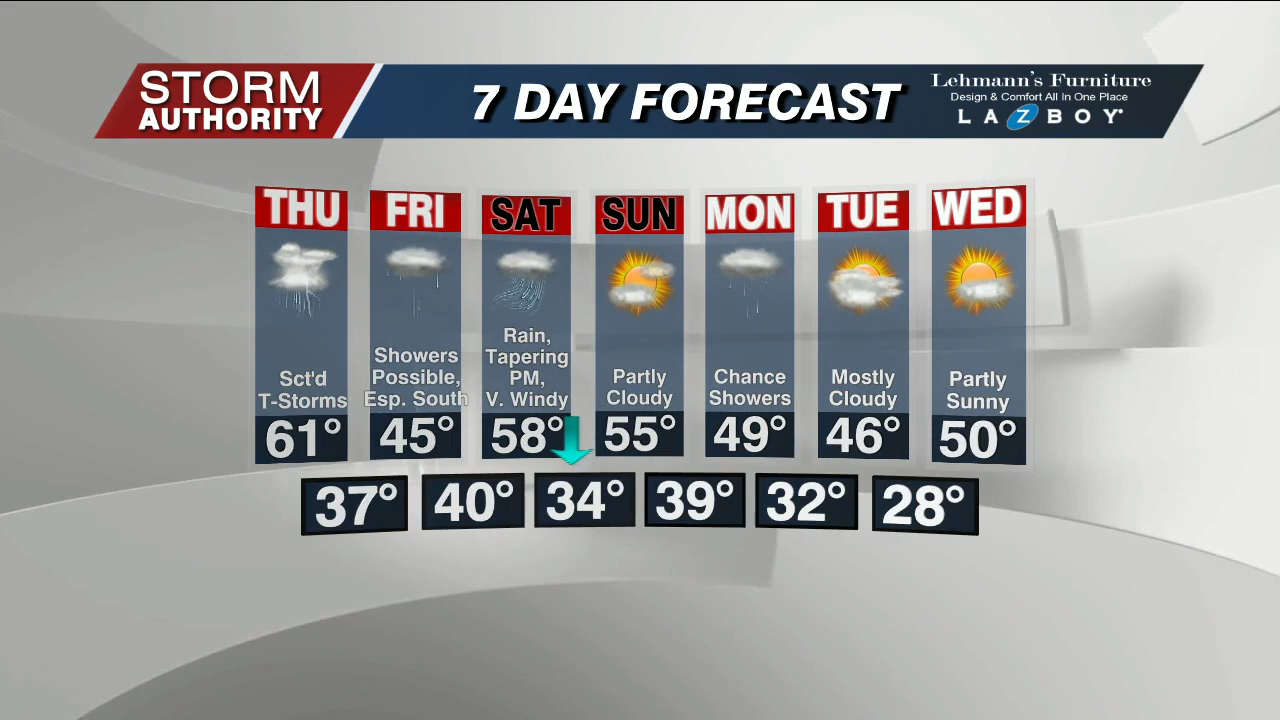 STORM
AUTHORITY
7 DAY FORECAST
Lehmann's Furniture
Design & Comfort All In One Place
LAZBOY®
THU
Sct'd
T-Storms
61°
FRI
Showers
Possible,
Esp. South
45°
SAT
Rain,
Tapering
PM,
V. Windy
58°
SUN
Partly
Cloudy
55°
MON
Chance
Showers
49°
TUE
Mostly
Cloudy
46°
WED
Partly
Sunny
50°
37°
40°
34°
39°
32°
28°